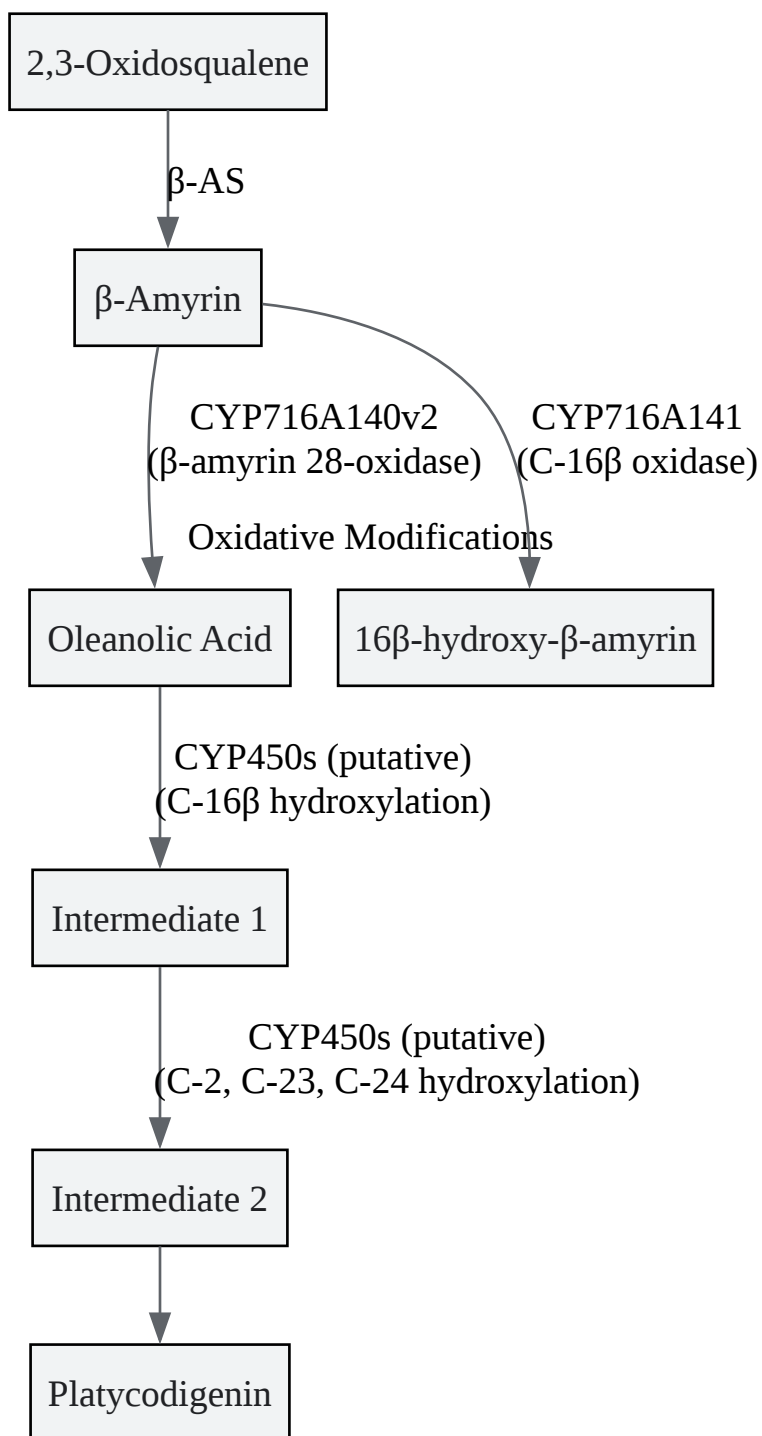 2,3-Oxidosqualene
β-AS
β-Amyrin
CYP716A140v2
(β-amyrin 28-oxidase)
CYP716A141
(C-16β oxidase)
Oxidative Modifications
Oleanolic Acid
16β-hydroxy-β-amyrin
CYP450s (putative)
(C-16β hydroxylation)
Intermediate 1
CYP450s (putative)
(C-2, C-23, C-24 hydroxylation)
Intermediate 2
Platycodigenin